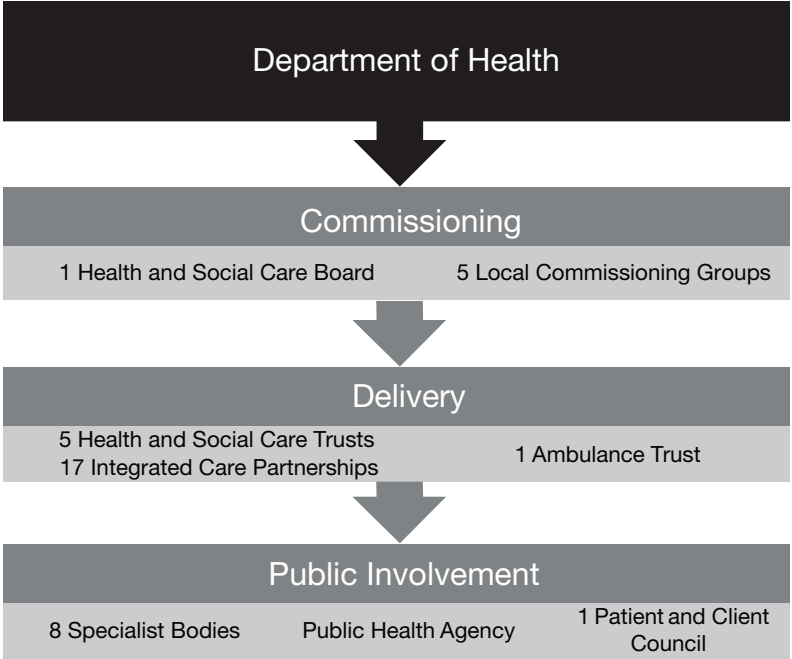 Department of Health
Commissioning
1 Health and Social Care Board
5 Local Commissioning Groups
Delivery
5 Health and Social Care Trusts
17 Integrated Care Partnerships
1 Ambulance Trust
Public Involvement
8 Specialist Bodies
Public Health Agency
1 Patient and Client
Council